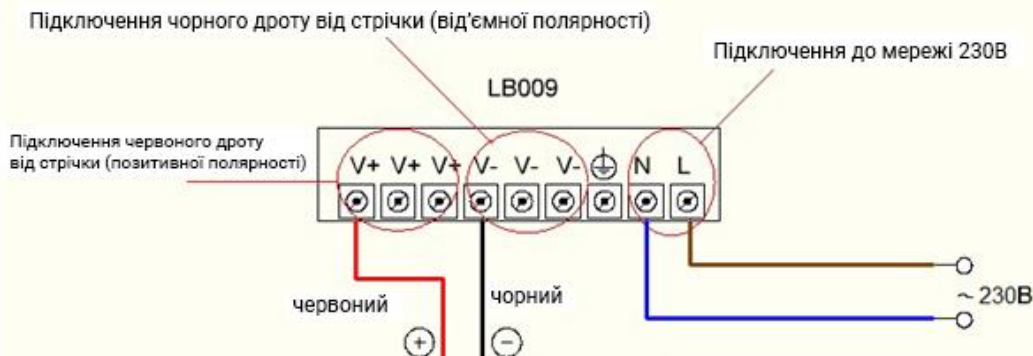 Підключення чорного дроту від стрічки (від'ємної полярності)
Підключення до мережі 230В
LB009
Підключення червоного дроту
від стрічки (позитивної полярності)
V+ V+ V+ V- V- V- N L
червоний
чорний
~ 230В
+ −